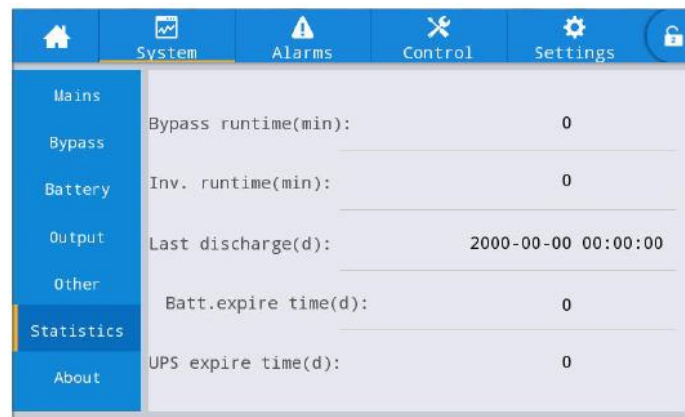 System Alarms Control Settings
Mains
Bypass
Battery
Output
Other
Statistics
About
Bypass runtime(min): 0
Inv. runtime(min): 0
Last discharge(d): 2000-00-00 00:00:00
Batt.expire time(d): 0
UPS expire time(d): 0